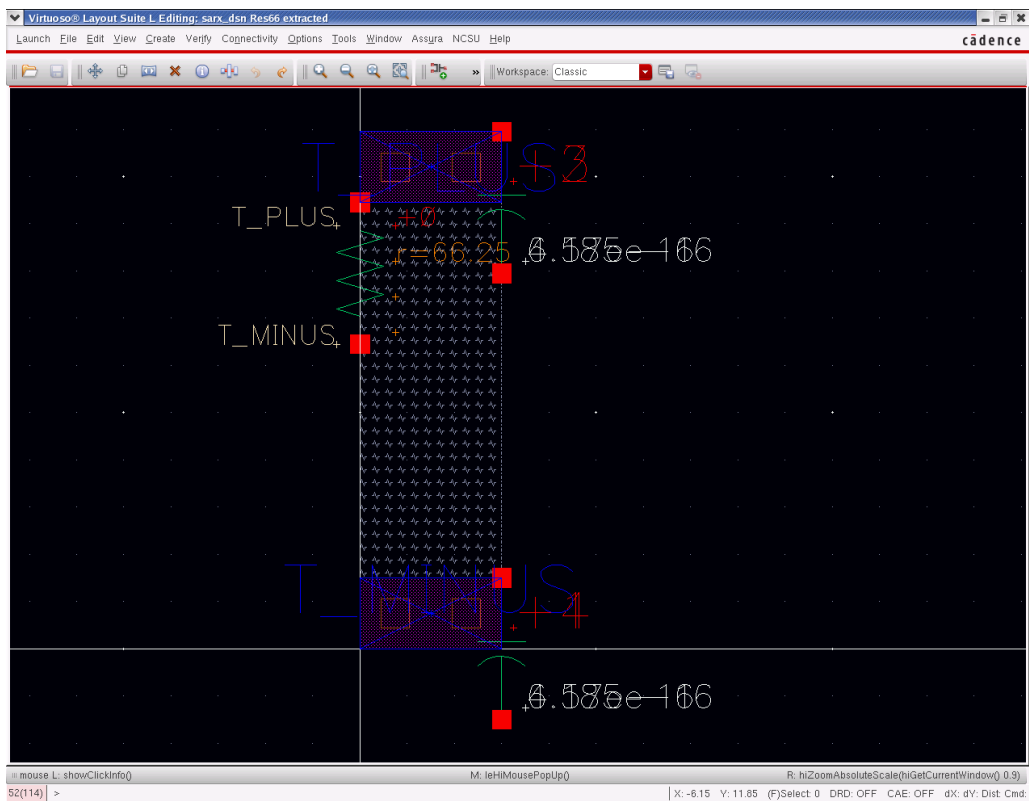 Virtuoso® Layout Suite L Editing: sarx_dsn Res66 extracted
Launch File Edit View Create Verify Connectivity Options Tools Window Assura NCSU Help
cādence
» Workspace: Classic
T_PLUS
T_PLUS
r=66.25
T_MINUS
T_MINUS
mouse L: showClickInfo()
M: leHiMousePopUp()
R: hiZoomAbsoluteScale(hiGetCurrentWindow() 0.9)
52(114) >
X: -6.15 Y: 11.85 (F)Select: 0 DRD: OFF CAE: OFF dX: dY: Dist: Cmd: